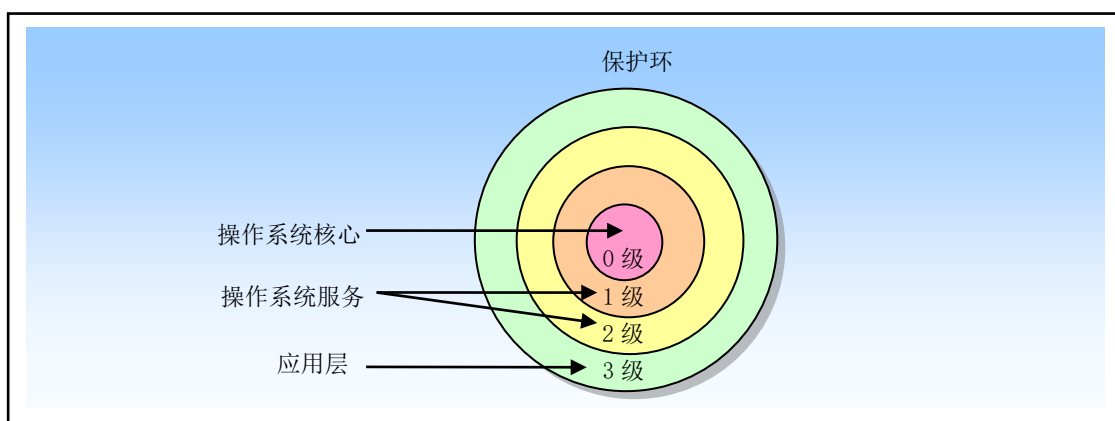 保护环
操作系统核心
0 级
操作系统服务
1 级
2 级
应用层
3 级